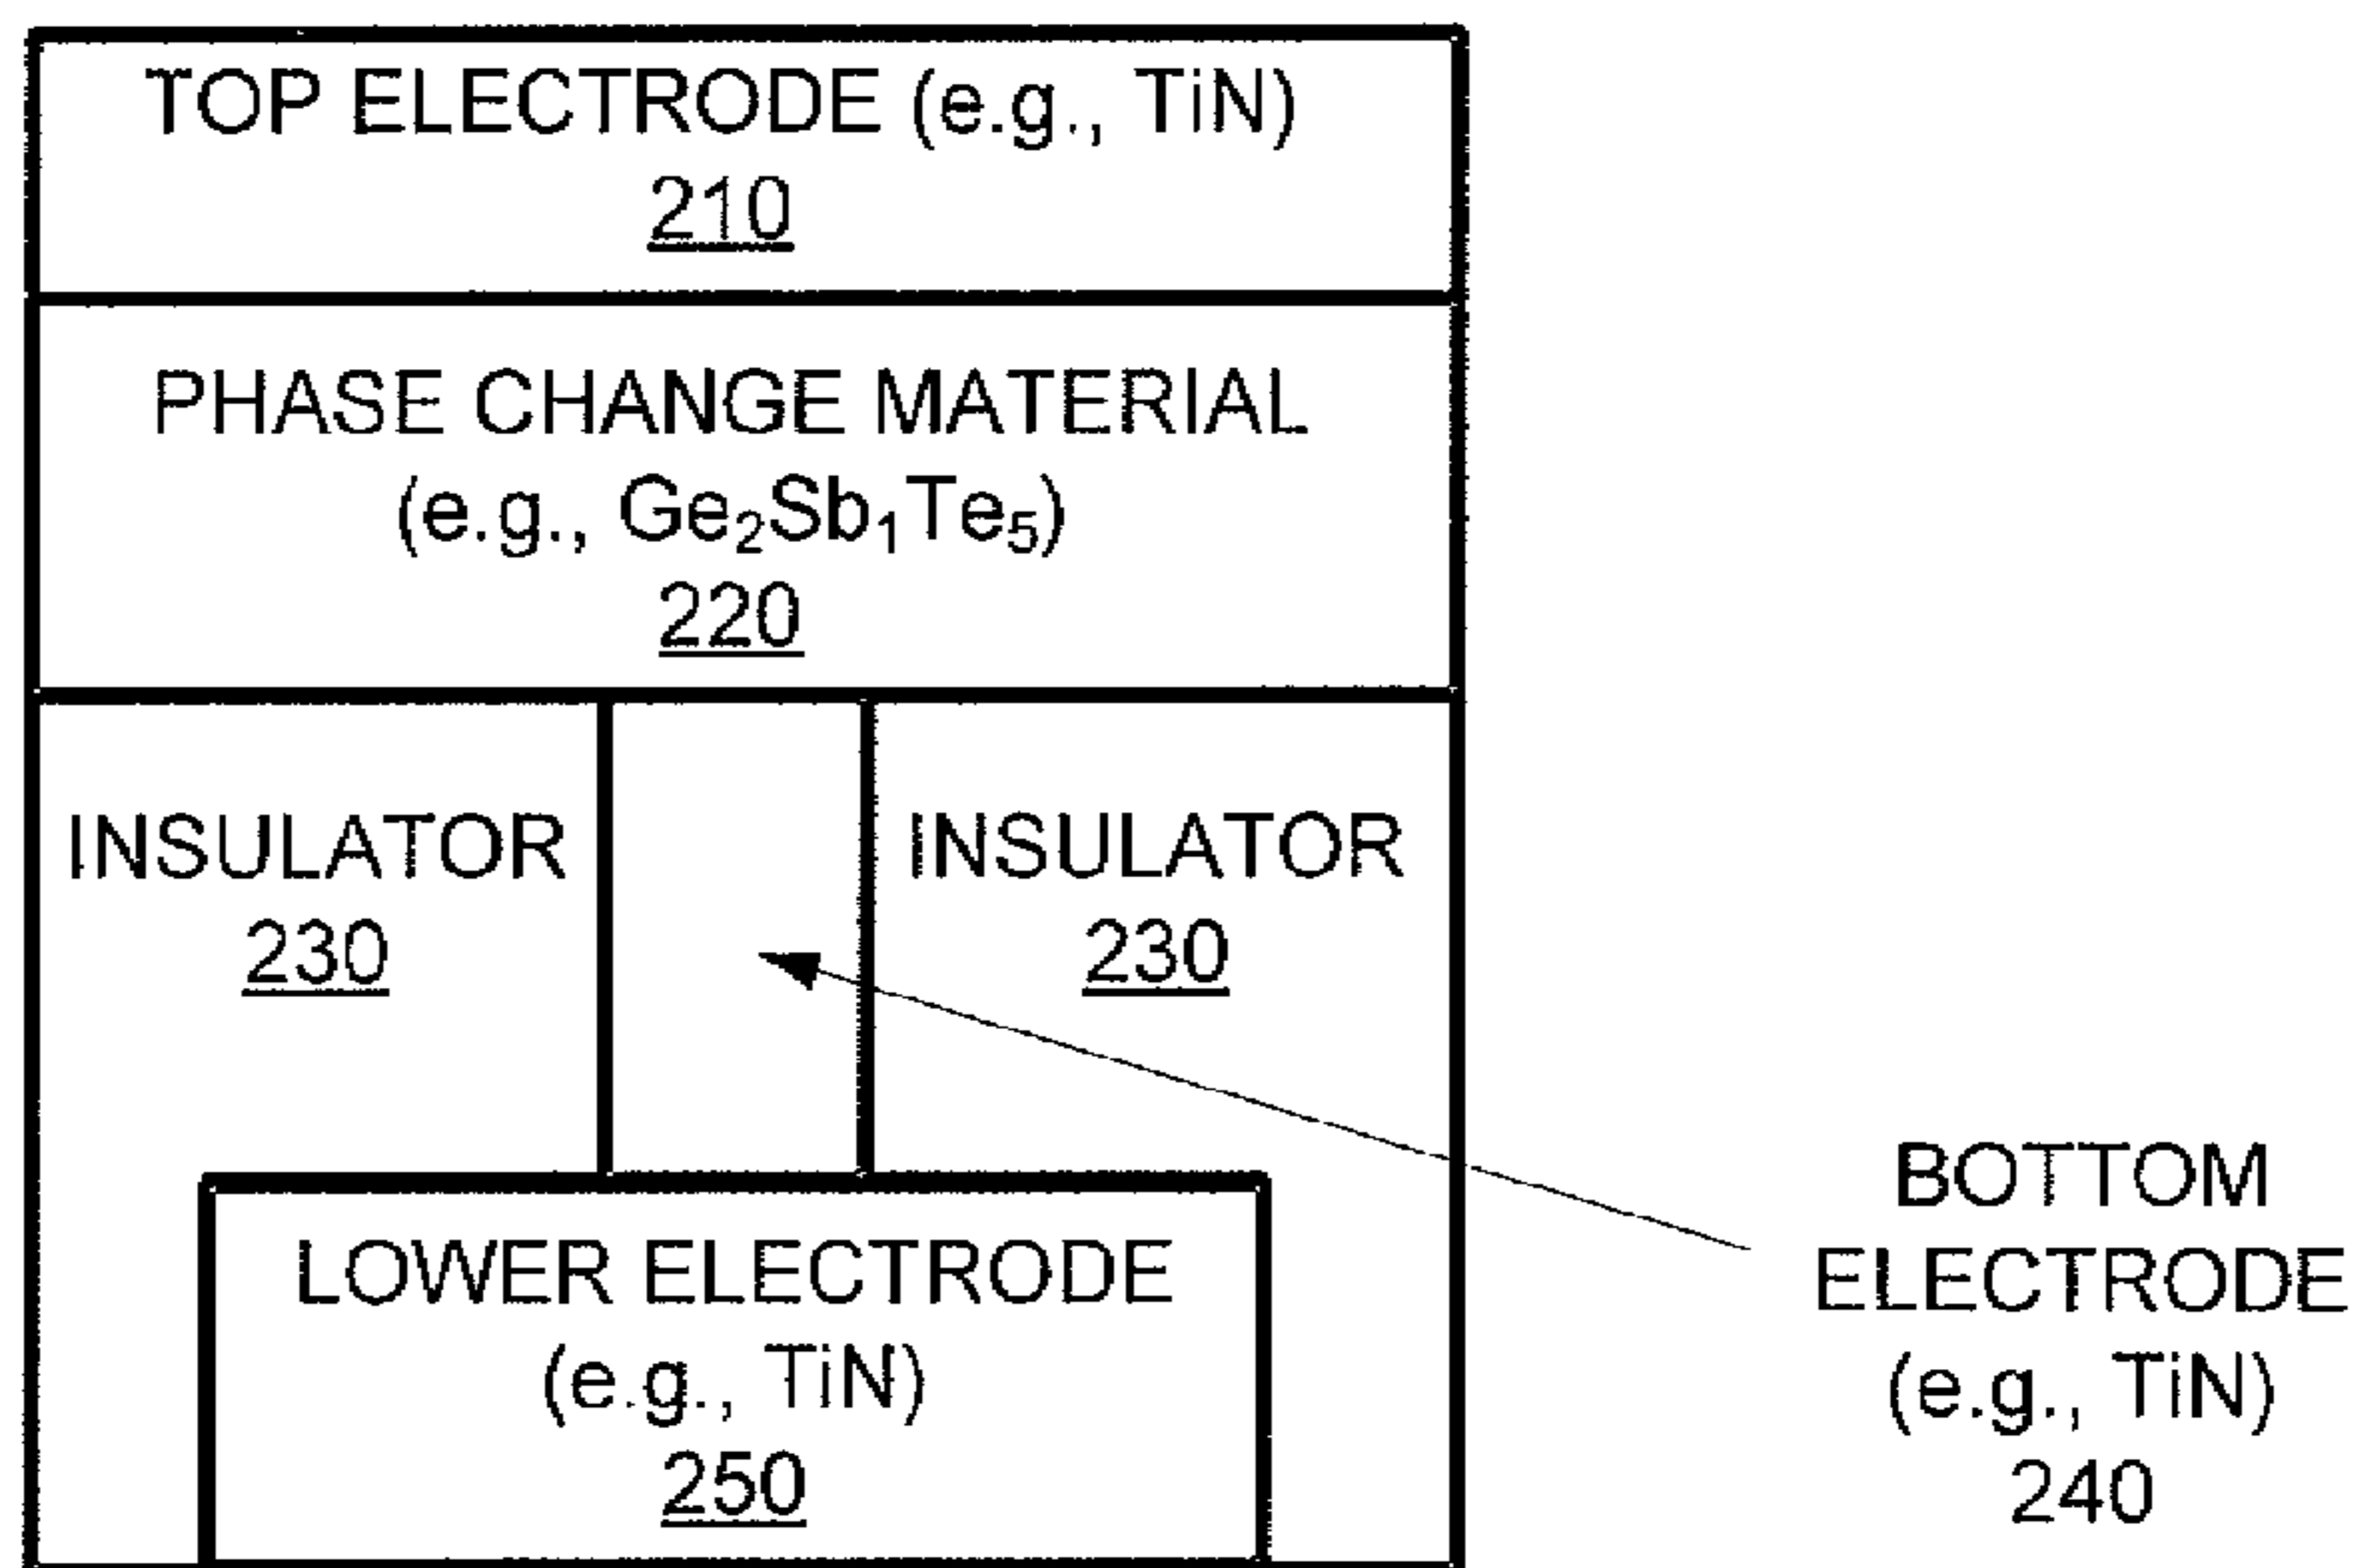 TOP ELECTRODE (e.g., TiN)
210
PHASE CHANGE MATERIAL
(e.g., Ge₂Sb₁Te₅)
220
INSULATOR
230
INSULATOR
230
LOWER ELECTRODE
(e.g., TiN)
250
BOTTOM
ELECTRODE
(e.g., TiN)
240